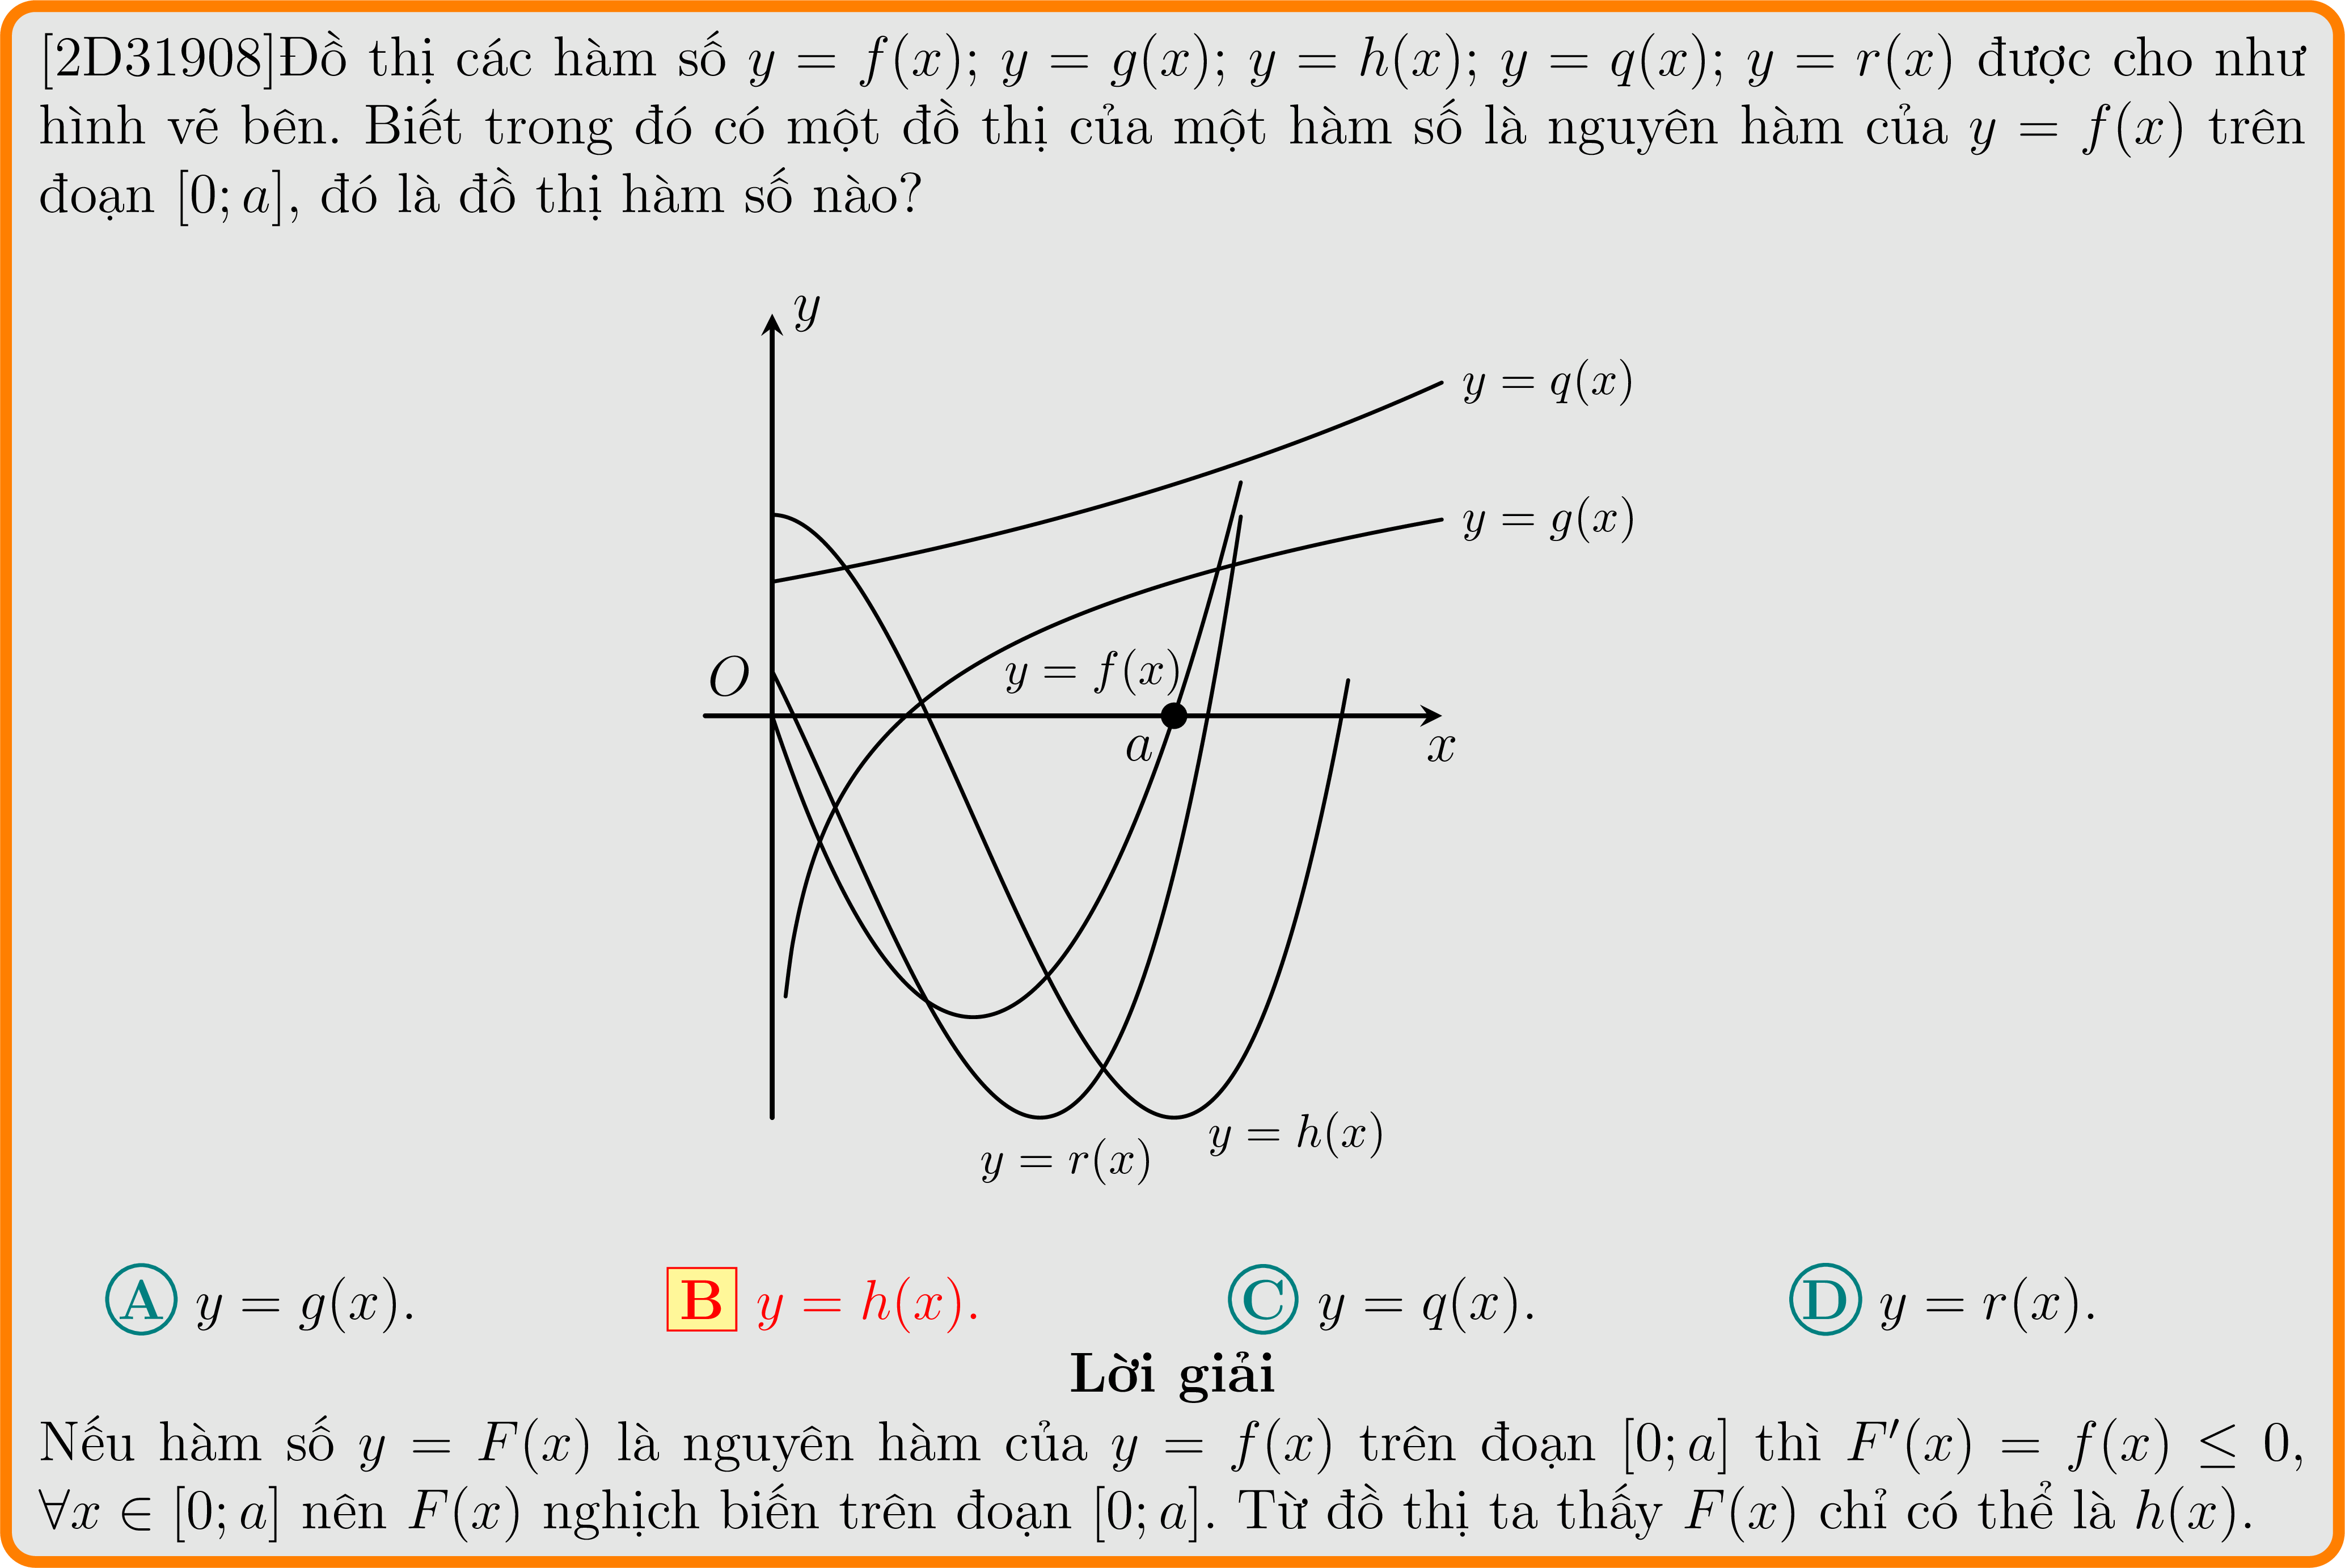 [2D31908]Đồ thị các hàm số y = f(x); y = g(x); y = h(x); y = q(x); y = r(x) được cho như
hình vẽ bên. Biết trong đó có một đồ thị của một hàm số là nguyên hàm của y = f(x) trên
đoạn [0; a], đó là đồ thị hàm số nào?
y
y = q(x)
y = g(x)
O
y = f(x)
a
x
y = h(x)
y = r(x)
A y = g(x). B y = h(x). C y = q(x). D y = r(x).
Lời giải
Nếu hàm số y = F(x) là nguyên hàm của y = f(x) trên đoạn [0; a] thì F′(x) = f(x) ≤ 0,
∀x ∈ [0; a] nên F(x) nghịch biến trên đoạn [0; a]. Từ đồ thị ta thấy F(x) chỉ có thể là h(x).